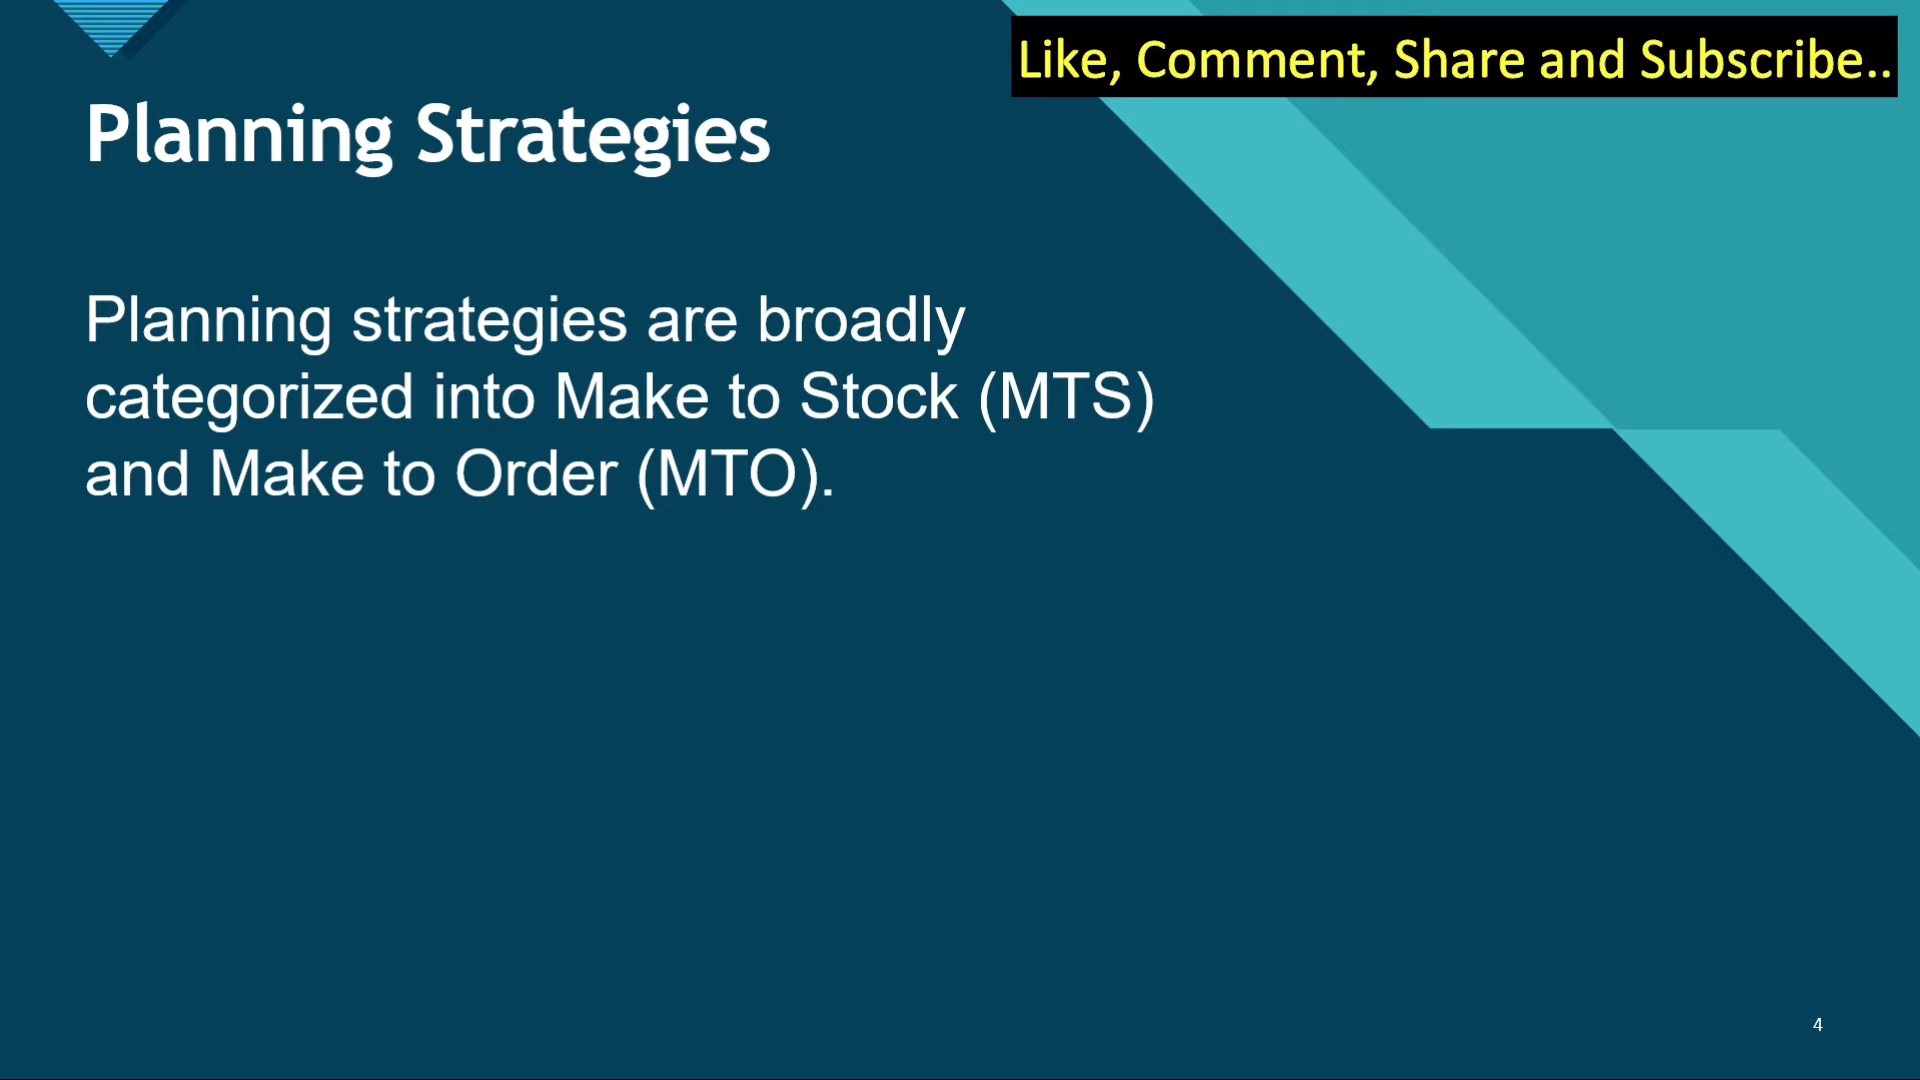 Like, Comment, Share and Subscribe..
Planning Strategies
Planning strategies are broadly
categorized into Make to Stock (MTS)
and Make to Order (MTO).
4